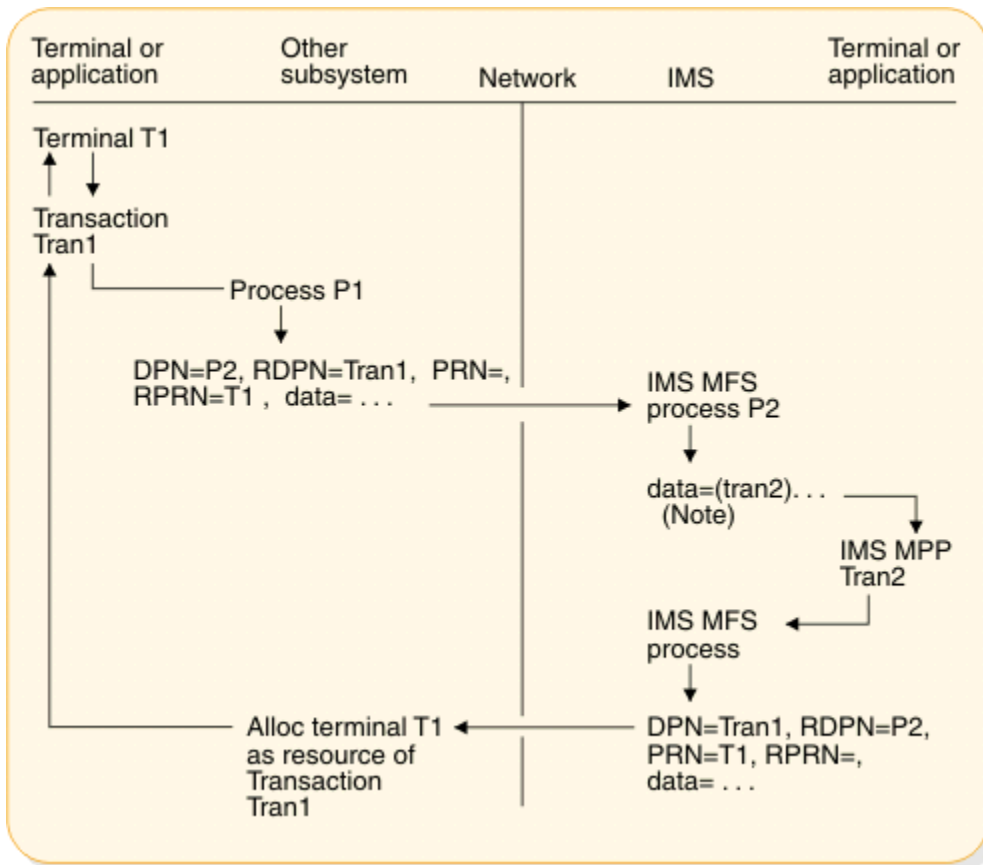 Terminal or
application
Other
subsystem
Network
IMS
Terminal or
application
Terminal T1
Transaction
Tran1
Process P1
DPN=P2, RDPN=Tran1, PRN=,
RPRN=T1 , data= . . .
IMS MFS
process P2
data=(tran2). . .
(Note)
IMS MPP
Tran2
IMS MFS
process
DPN=Tran1, RDPN=P2,
PRN=T1, RPRN=,
data= . . .
Alloc terminal T1
as resource of
Transaction
Tran1